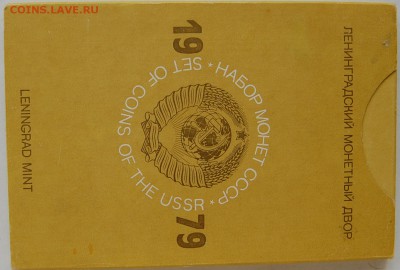 COINS.LAVE.RU
19 79
НАБОР МОНЕТ СССР * SET OF COINS OF THE USSR *
ЛЕНИНГРАДСКИЙ МОНЕТНЫЙ ДВОР
LENINGRAD MINT